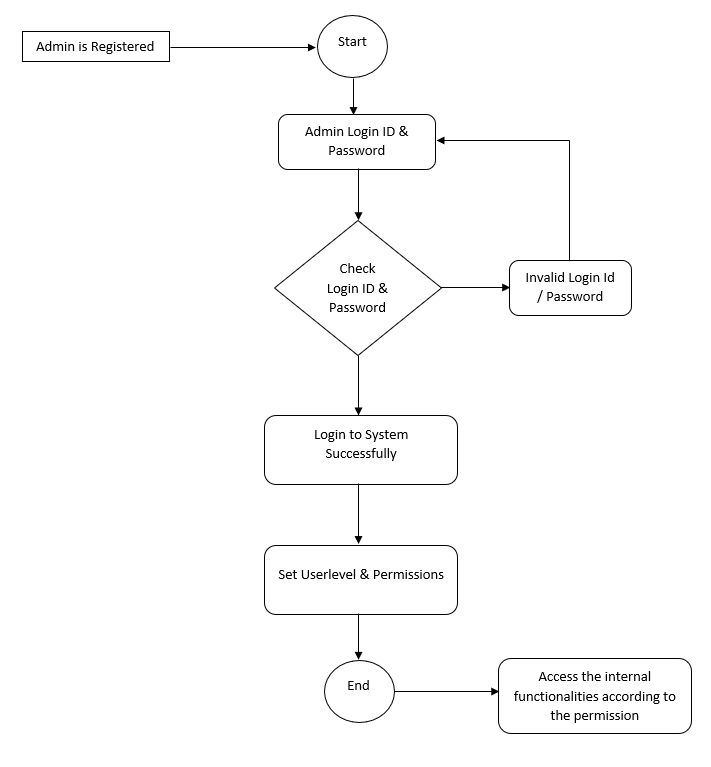 Admin is Registered
Start
Admin Login ID &
Password
Check
Login ID &
Password
Invalid Login Id
/ Password
Login to System
Successfully
Set Userlevel & Permissions
End
Access the internal
functionalities according to
the permission